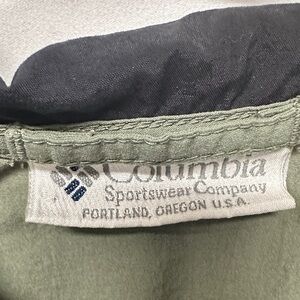 Columbia
Sportswear Company
PORTLAND, OREGON U.S.A.